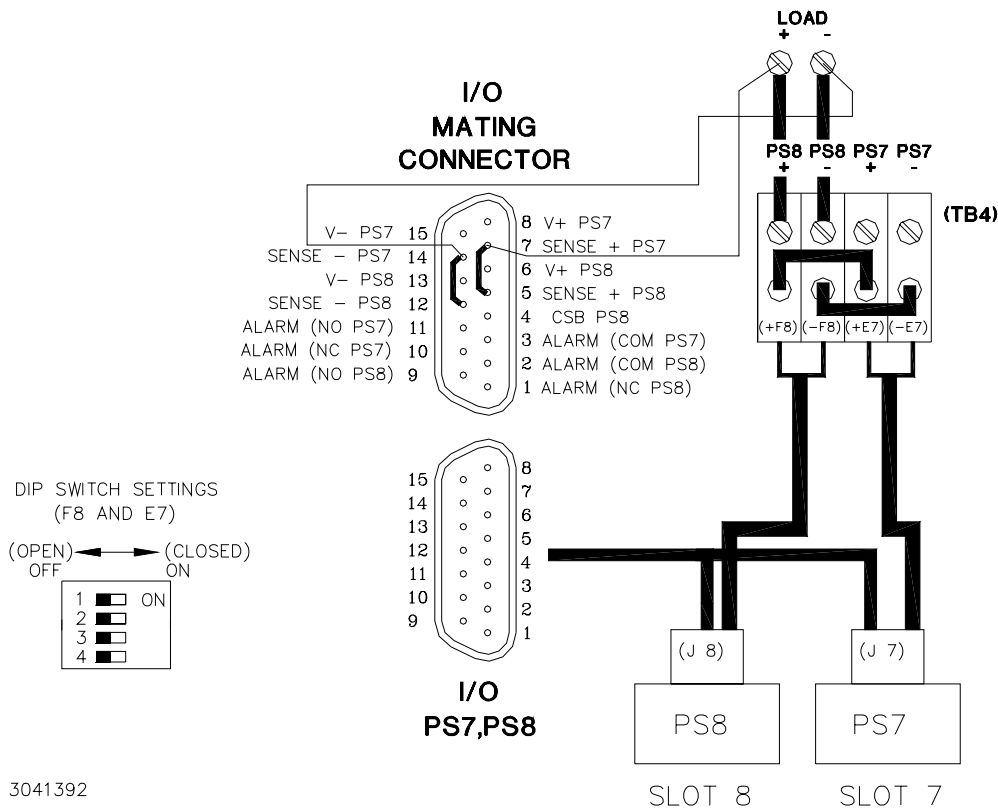 LOAD
+ -
I/O
MATING
CONNECTOR
PS8 PS8 PS7 PS7
+ - + -
(TB4)
V- PS7 15
SENSE - PS7 14
V- PS8 13
SENSE - PS8 12
ALARM (NO PS7) 11
ALARM (NC PS7) 10
ALARM (NO PS8) 9
8 V+ PS7
7 SENSE + PS7
6 V+ PS8
5 SENSE + PS8
4 CSB PS8
3 ALARM (COM PS7)
2 ALARM (COM PS8)
1 ALARM (NC PS8)
(+F8) (-F8) (+E7) (-E7)
15
14
13
12
11
10
9
8
7
6
5
4
3
2
1
DIP SWITCH SETTINGS
(F8 AND E7)
(OPEN) (CLOSED)
OFF ON
1 ON
2
3
4
I/O
PS7,PS8
(J 8) (J 7)
PS8 PS7
SLOT 8 SLOT 7
3041392